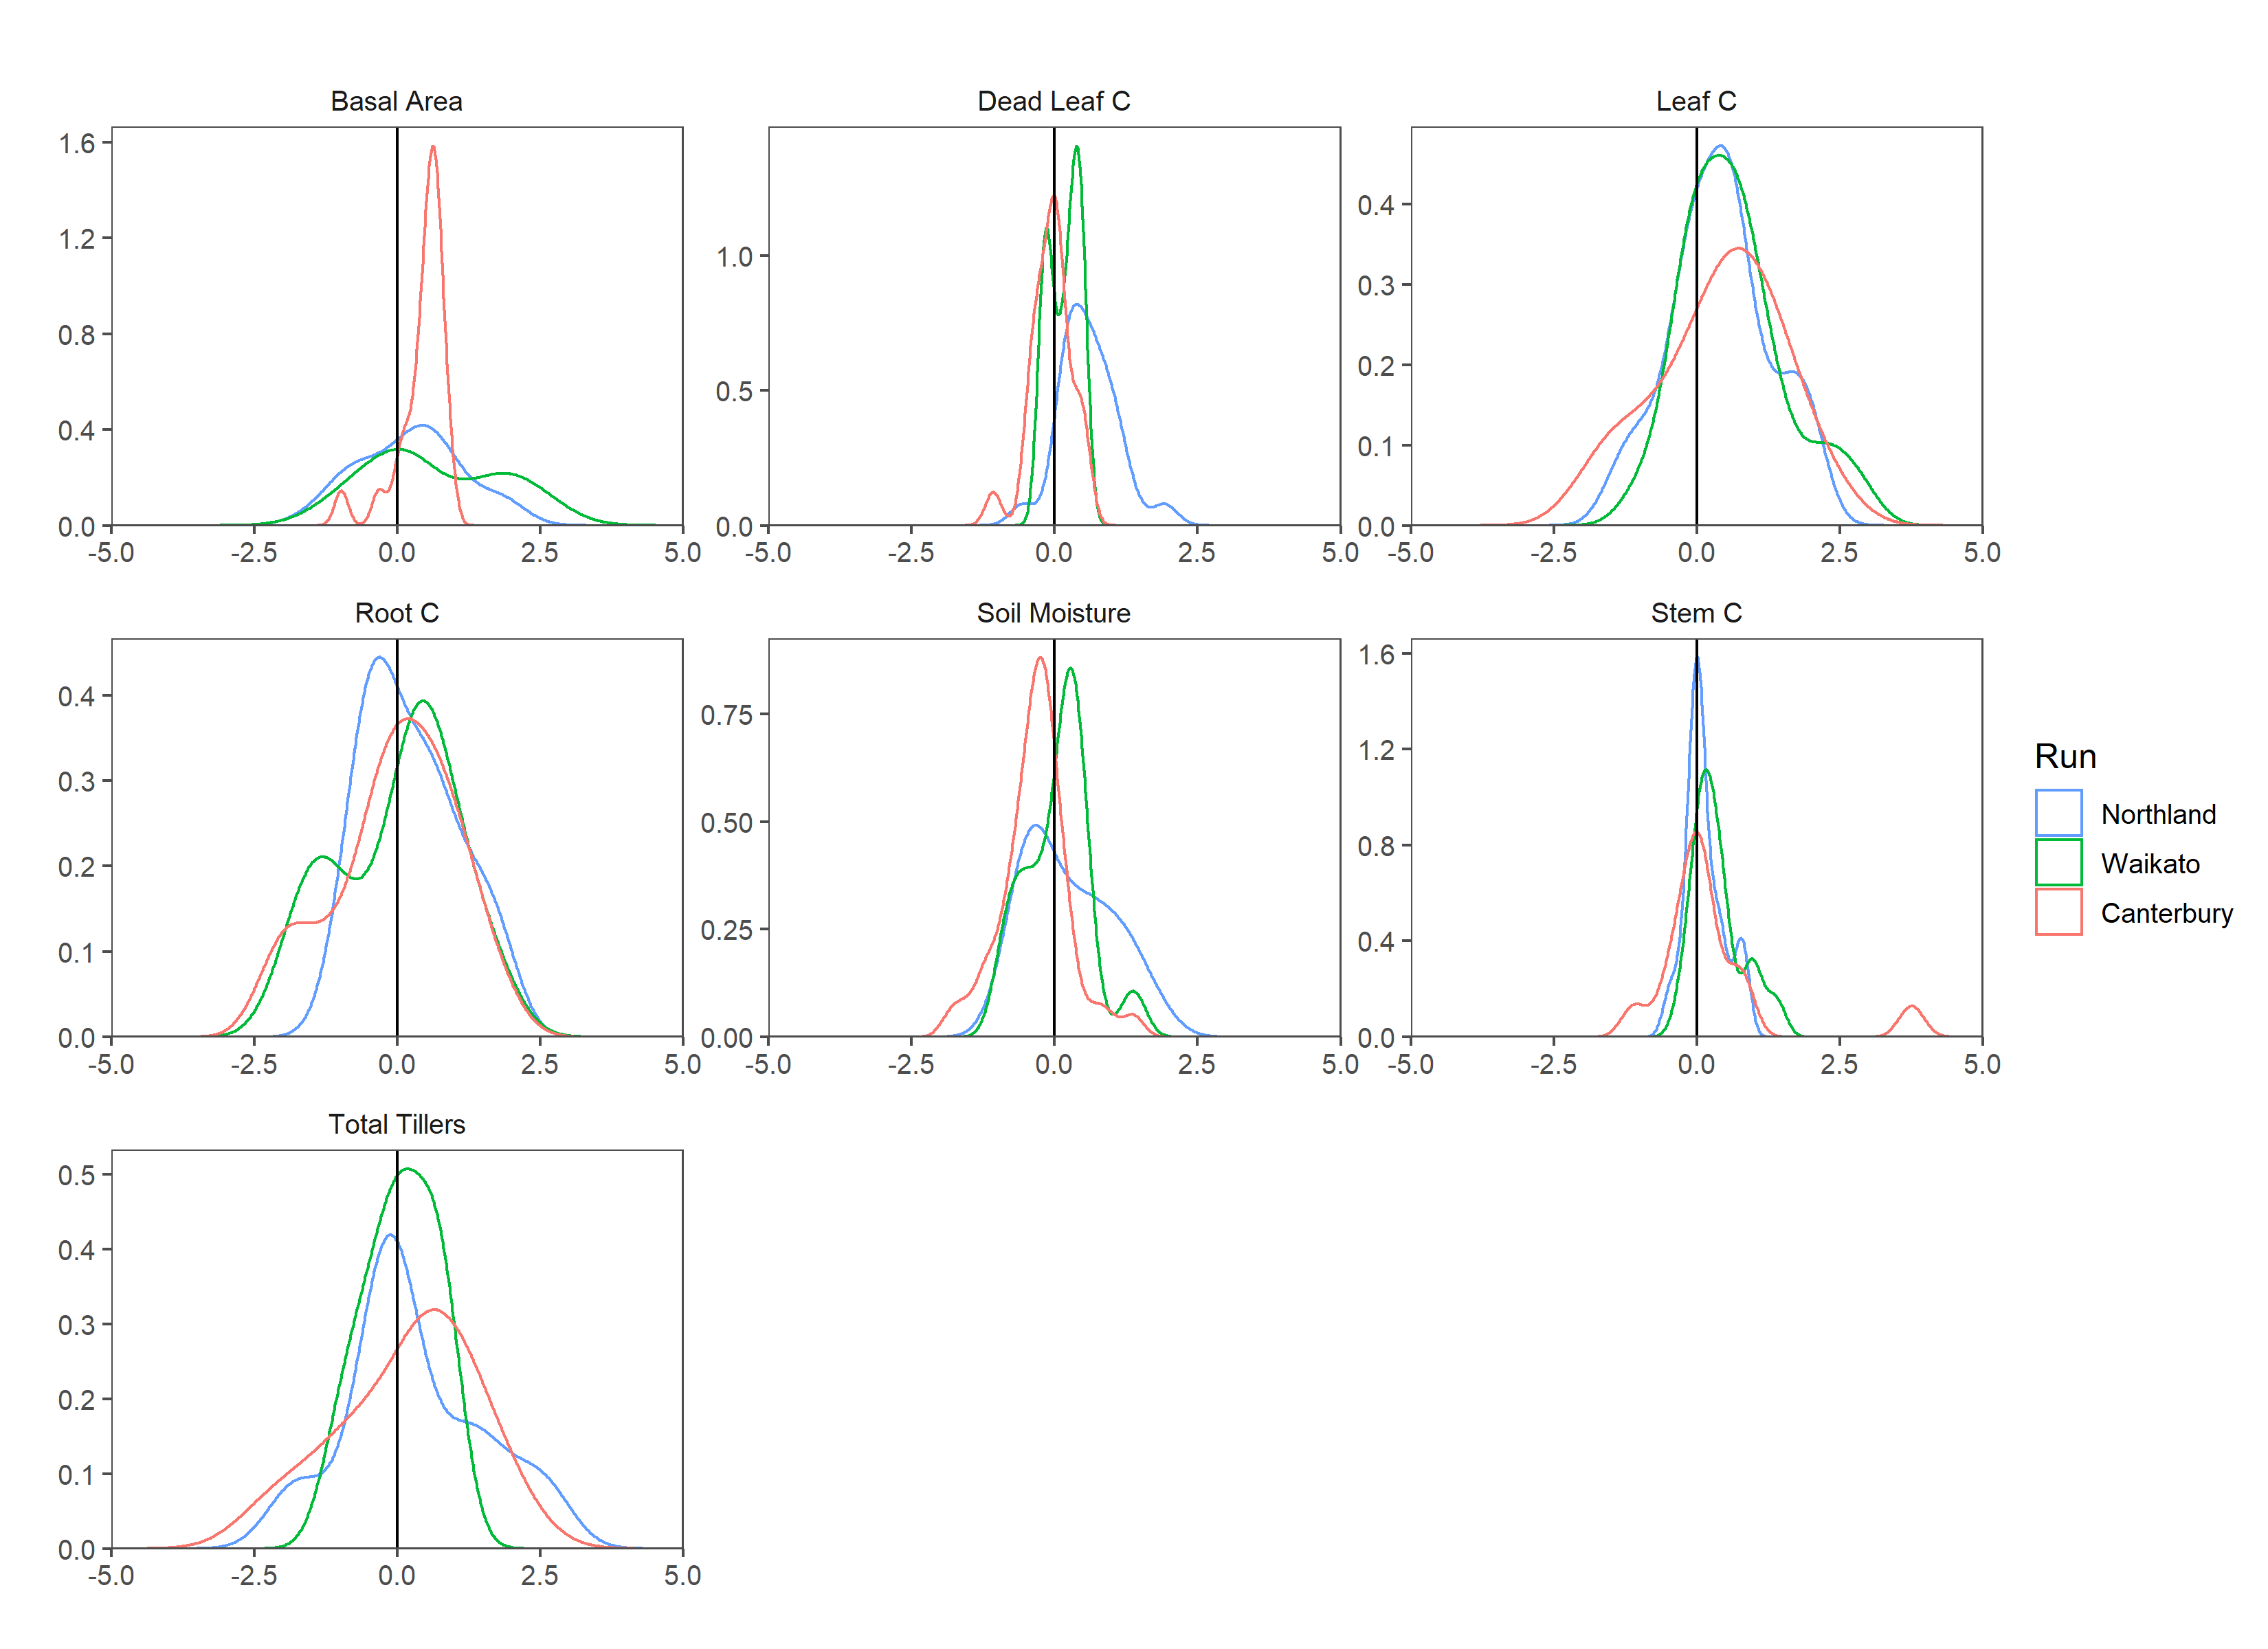 Basal Area
Dead Leaf C
Leaf C
1.6
1.2
0.8
0.4
0.0
1.0
0.5
0.0
0.4
0.3
0.2
0.1
0.0
-5.0 -2.5 0.0 2.5 5.0
-5.0 -2.5 0.0 2.5 5.0
-5.0 -2.5 0.0 2.5 5.0
Root C
Soil Moisture
Stem C
0.4
0.3
0.2
0.1
0.0
0.75
0.50
0.25
0.00
1.6
1.2
0.8
0.4
0.0
-5.0 -2.5 0.0 2.5 5.0
-5.0 -2.5 0.0 2.5 5.0
-5.0 -2.5 0.0 2.5 5.0
Run
Northland
Waikato
Canterbury
Total Tillers
0.5
0.4
0.3
0.2
0.1
0.0
-5.0 -2.5 0.0 2.5 5.0